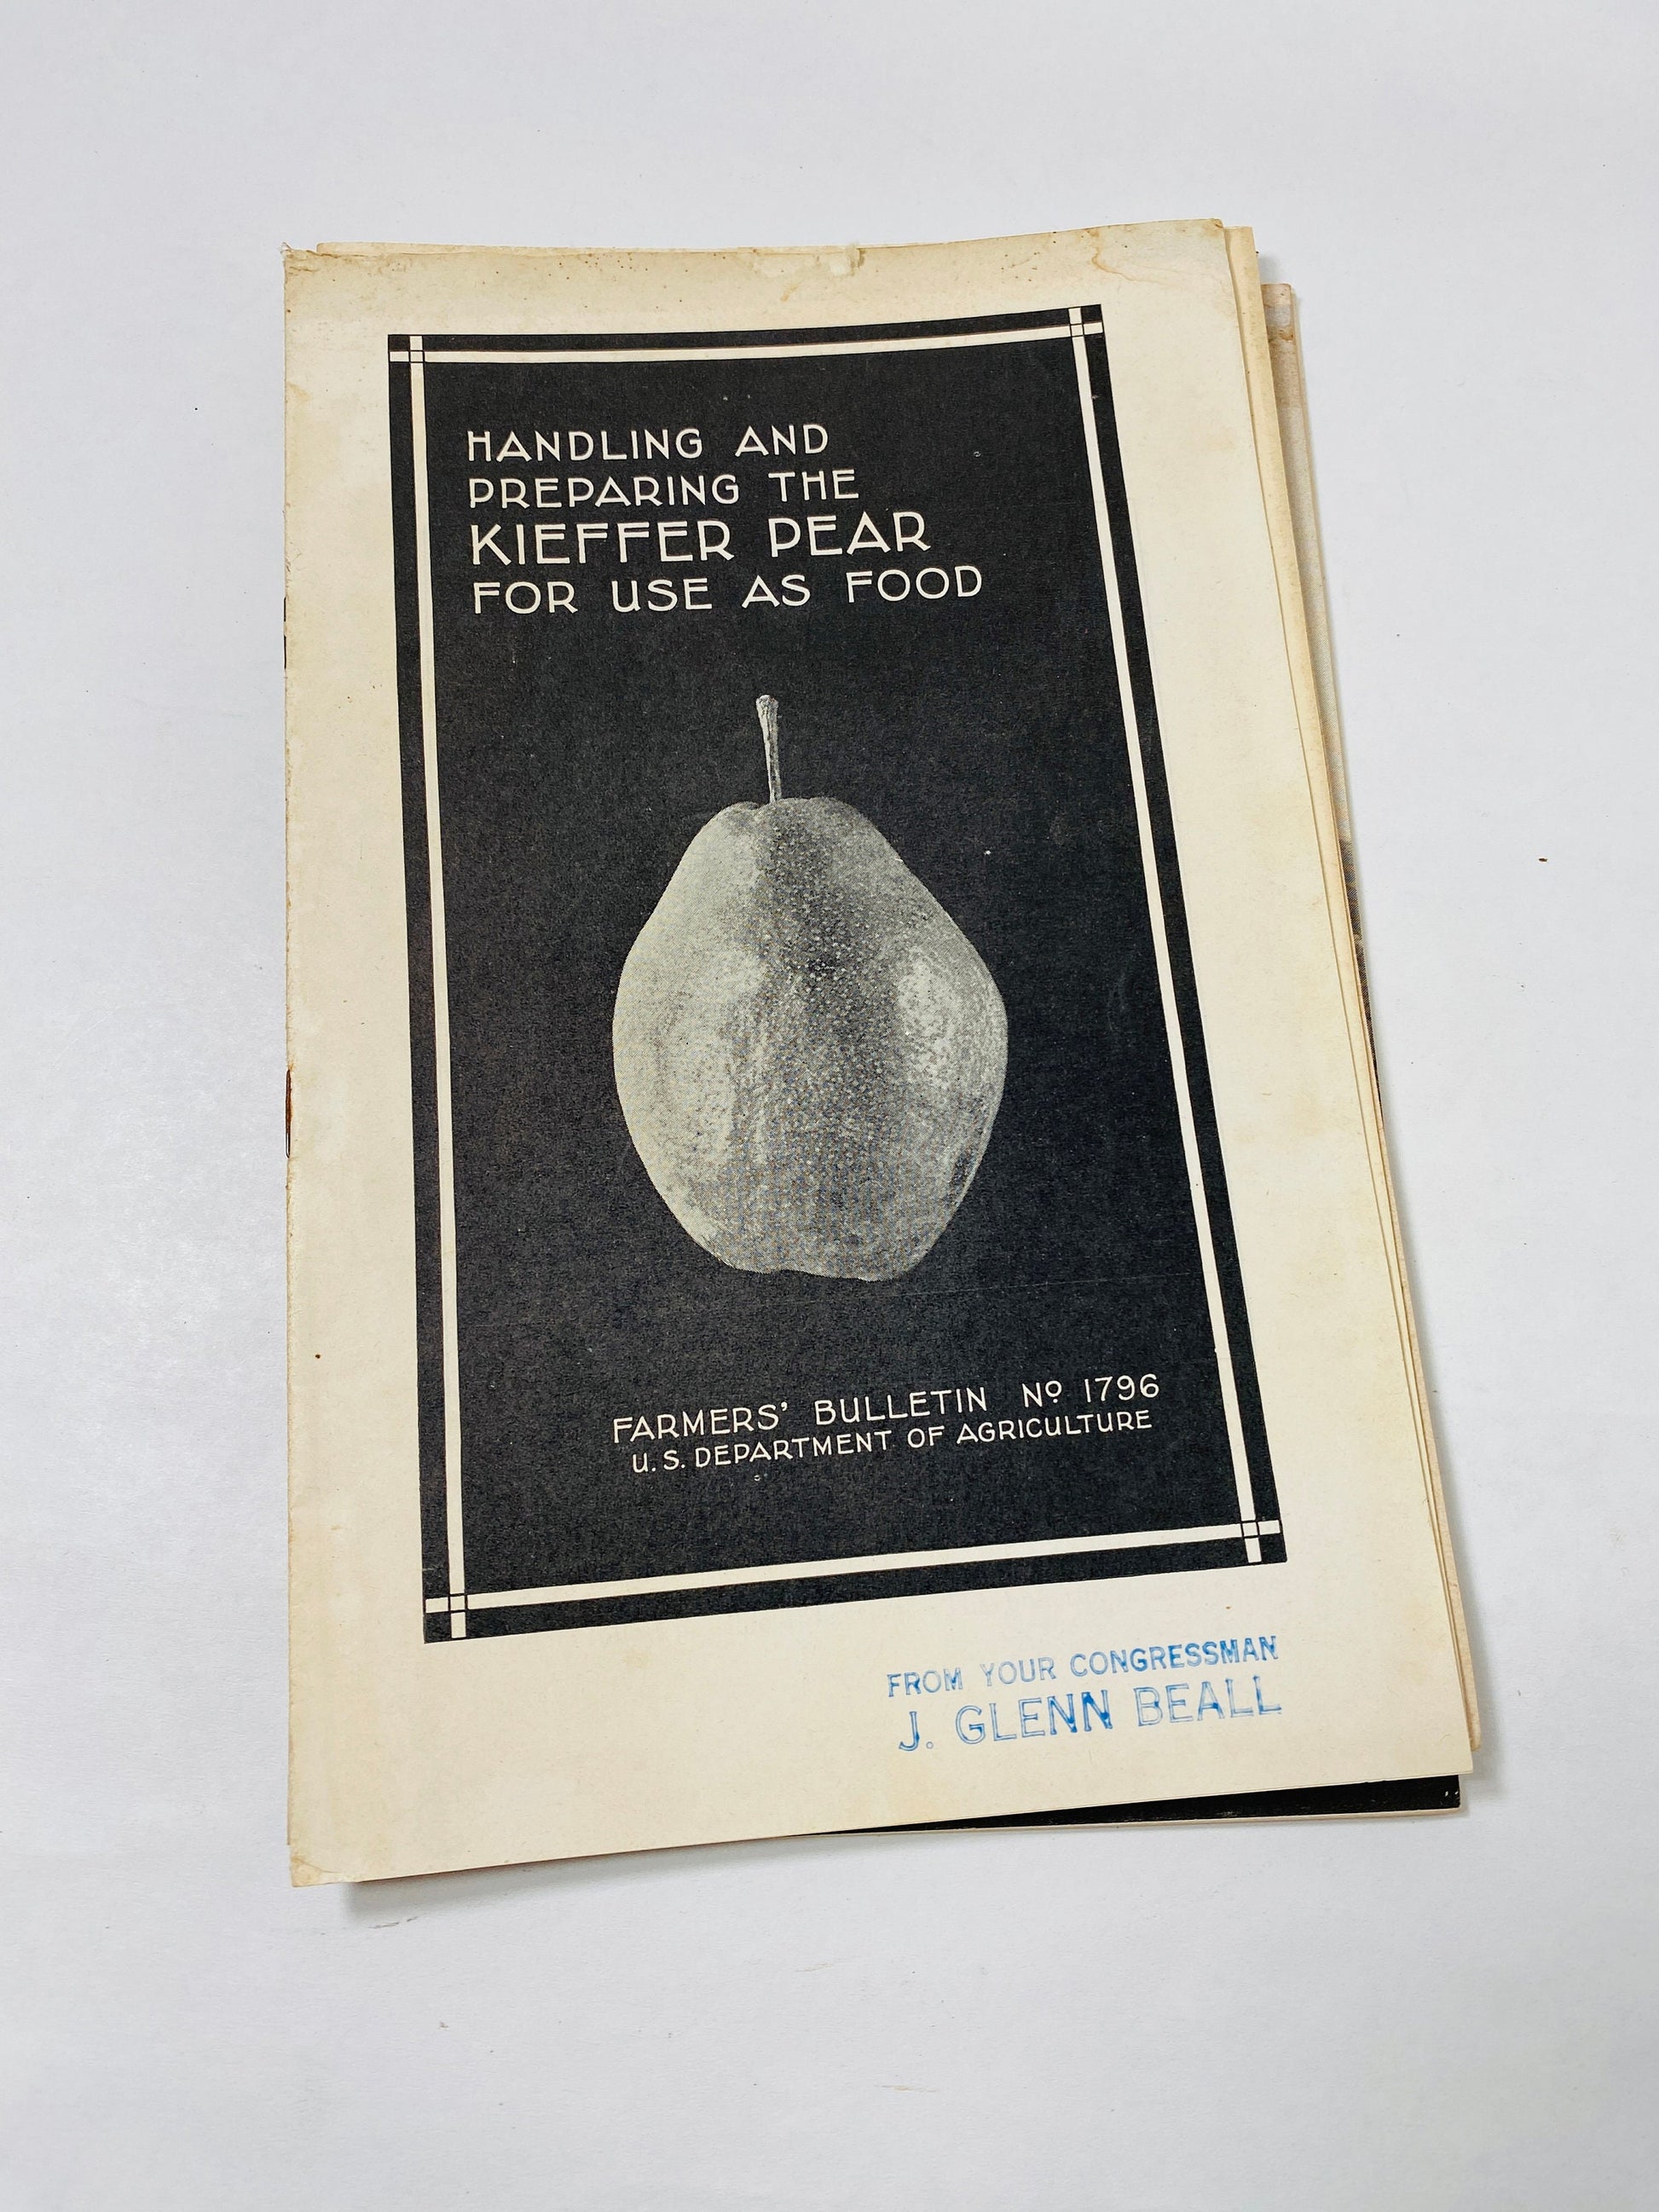 HANDLING AND
PREPARING THE
KIEFFER PEAR
FOR USE AS FOOD
FARMERS' BULLETIN Nº 1796
U.S. DEPARTMENT OF AGRICULTURE
FROM YOUR CONGRESSMAN
J. GLENN BEALL